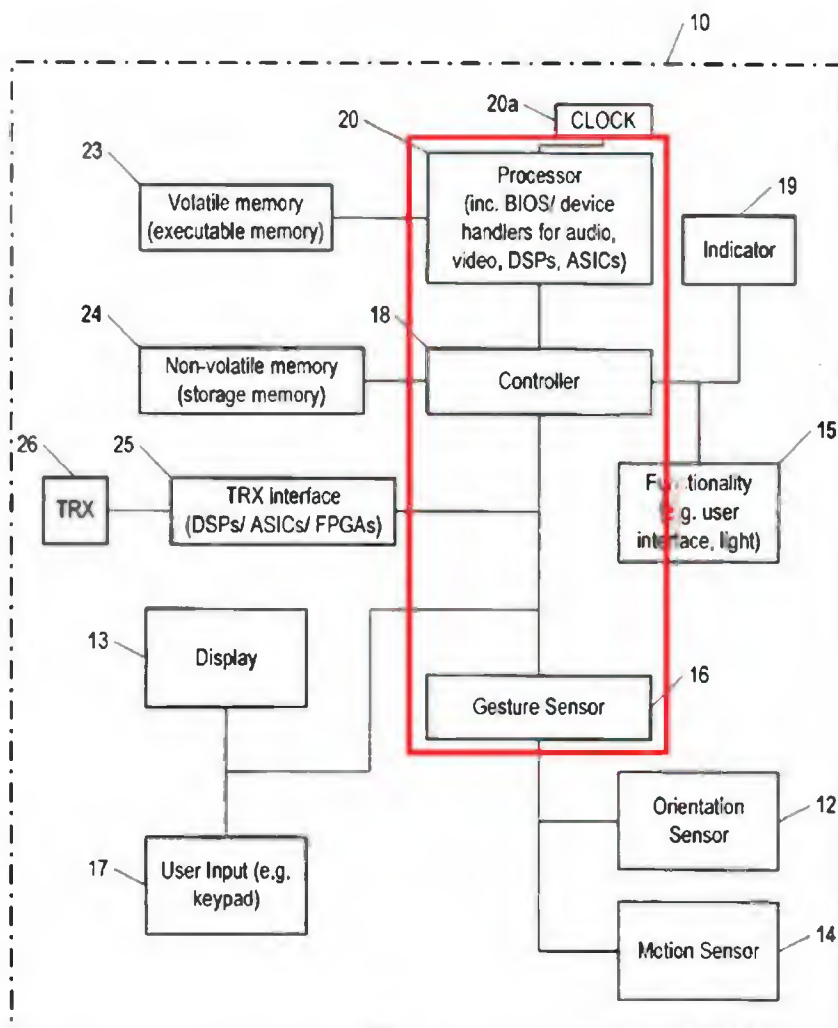 10
20a
CLOCK
20
Processor
(inc. BIOS/ device
handlers for audio,
video, DSPs, ASICs)
23
Volatile memory
(executable memory)
19
Indicator
24
Non-volatile memory
(storage memory)
18
Controller
26
TRX
25
TRX interface
(DSPs/ ASICs/ FPGAs)
15
Functionality
(e.g. user
interface, light)
13
Display
16
Gesture Sensor
12
Orientation
Sensor
17
User Input (e.g.
keypad)
14
Motion Sensor